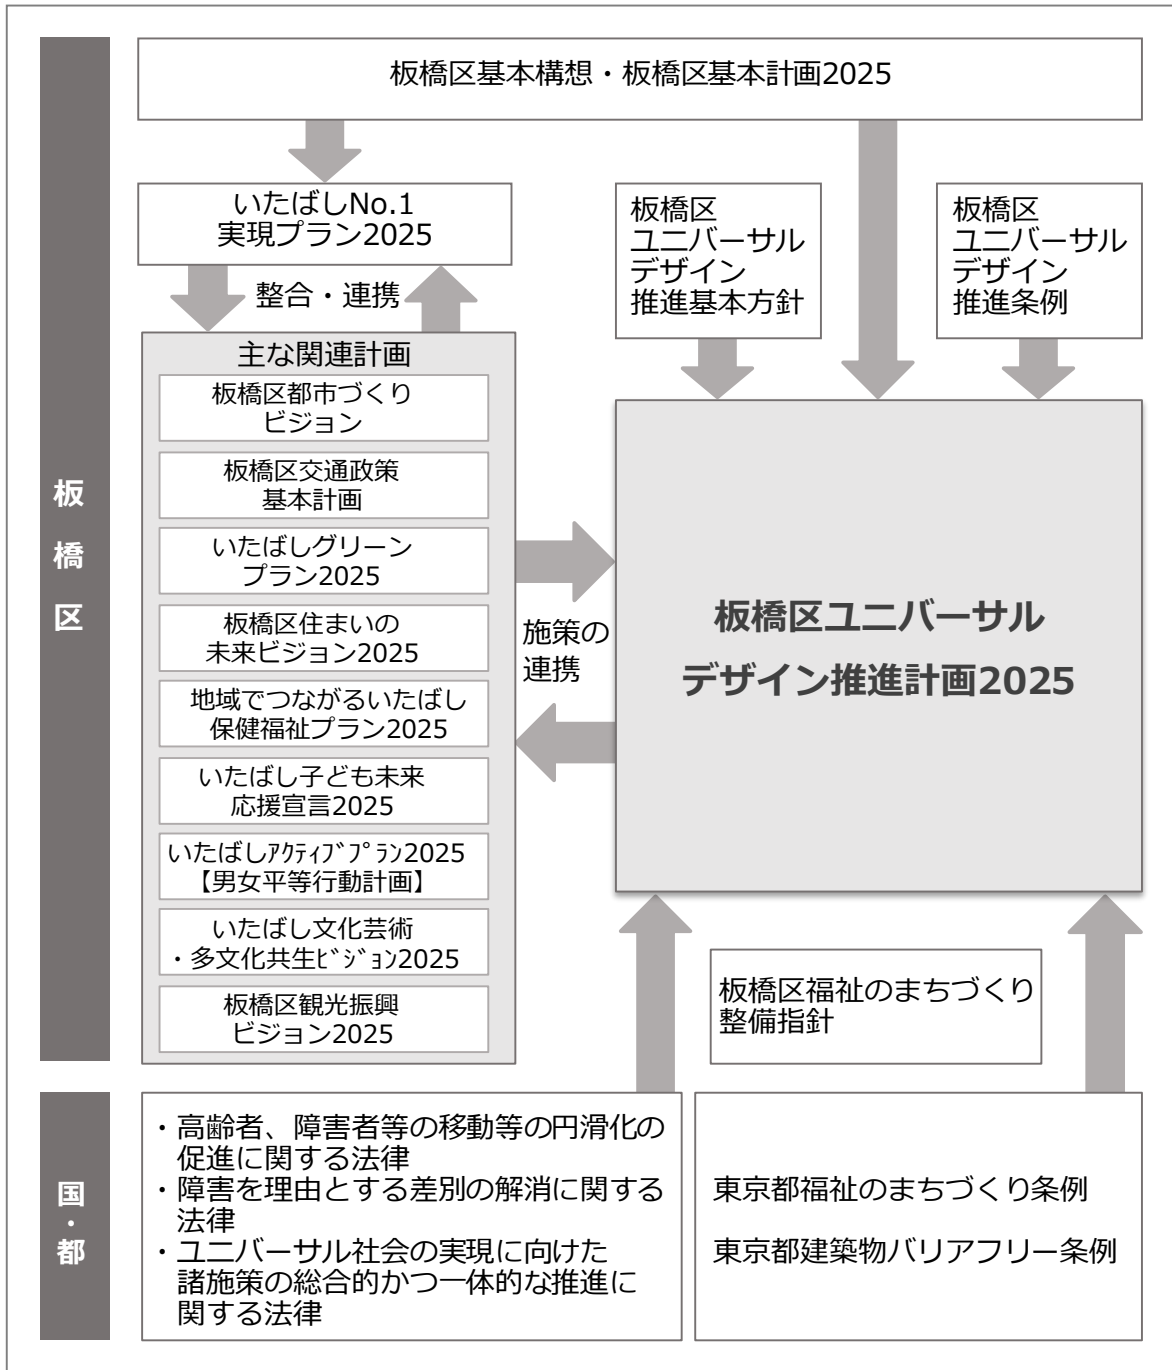 板橋区基本構想・板橋区基本計画2025
いたばしNo.1
実現プラン2025
整合・連携
板橋区
ユニバーサル
デザイン
推進基本方針
板橋区
ユニバーサル
デザイン
推進条例
主な関連計画
板橋区都市づくり
ビジョン
板橋区交通政策
基本計画
いたばしグリーン
プラン2025
板橋区住まいの
未来ビジョン2025
地域でつながるいたばし
保健福祉プラン2025
いたばし子ども未来
応援宣言2025
いたばしｱｸﾃｨﾌﾞﾌﾟﾗﾝ2025
【男女平等行動計画】
いたばし文化芸術
・多文化共生ﾋﾞｼﾞｮﾝ2025
板橋区観光振興
ビジョン2025
施策の
連携
板橋区ユニバーサル
デザイン推進計画2025
板橋区福祉のまちづくり
整備指針
板橋区
国・都
・高齢者、障害者等の移動等の円滑化の
促進に関する法律
・障害を理由とする差別の解消に関する
法律
・ユニバーサル社会の実現に向けた
諸施策の総合的かつ一体的な推進に
関する法律
東京都福祉のまちづくり条例
東京都建築物バリアフリー条例